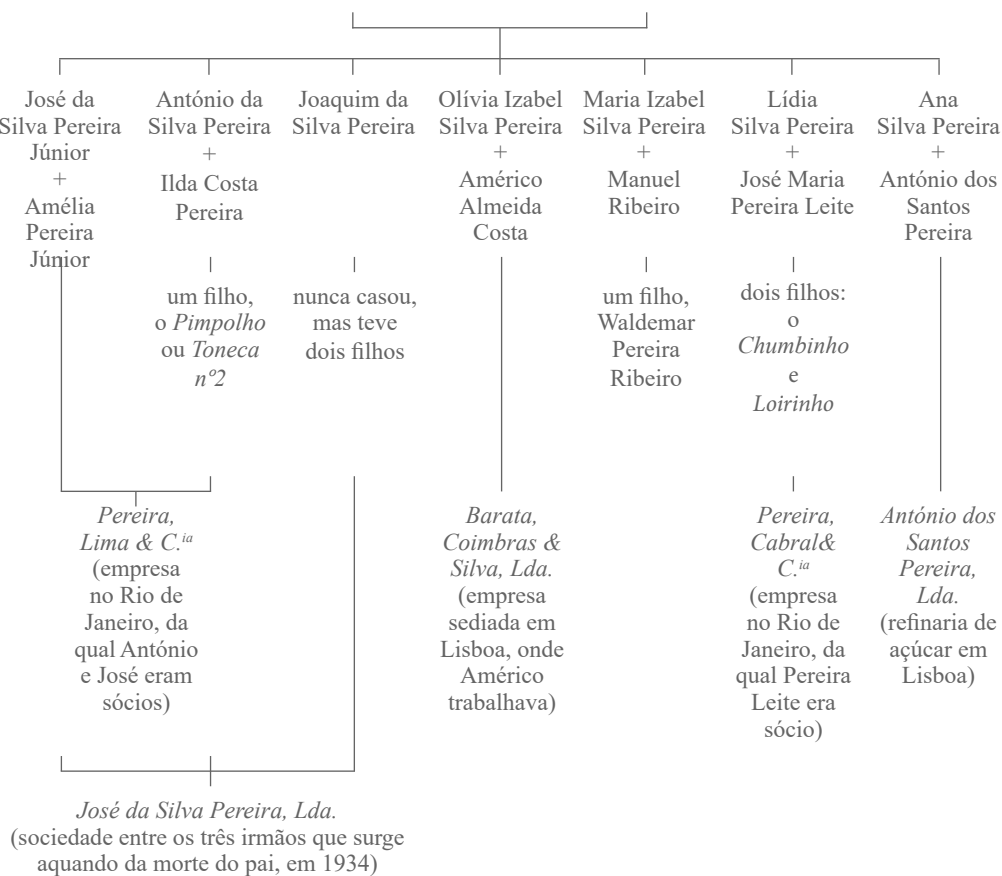 José da
Silva Pereira
Júnior
+
Amélia
Pereira
Júnior
António da
Silva Pereira
+
Ilda Costa
Pereira
Joaquim da
Silva Pereira
Olívia Izabel
Silva Pereira
+
Américo
Almeida
Costa
Maria Izabel
Silva Pereira
+
Manuel
Ribeiro
Lídia
Silva Pereira
+
José Maria
Pereira Leite
Ana
Silva Pereira
+
António dos
Santos
Pereira
um filho,
o Pimpolho
ou Toneca
nº2
nunca casou,
mas teve
dois filhos
um filho,
Waldemar
Pereira
Ribeiro
dois filhos:
o
Chumbinho
e
Loirinho
Pereira,
Lima & C.ia
(empresa
no Rio de
Janeiro, da
qual António
e José eram
sócios)
Barata,
Coimbras &
Silva, Lda.
(empresa
sediada em
Lisboa, onde
Américo
trabalhava)
Pereira,
Cabral&
C.ia
(empresa
no Rio de
Janeiro, da
qual Pereira
Leite era
sócio)
António dos
Santos
Pereira,
Lda.
(refinaria de
açúcar em
Lisboa)
José da Silva Pereira, Lda.
(sociedade entre os três irmãos que surge
aquando da morte do pai, em 1934)